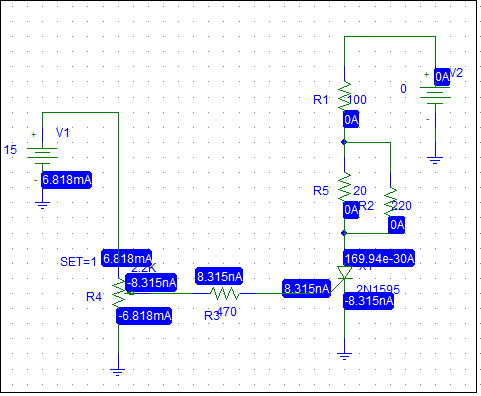 +
V2
0A
0
-
R1
100
0A
+
V1
15
-
6.818mA
R5
20
0A
R2
220
0A
SET=1
6.818mA
2.2K
-8.315nA
R4
-6.818mA
8.315nA
R3
470
8.315nA
169.94e-30A
X1
2N1595
-8.315nA